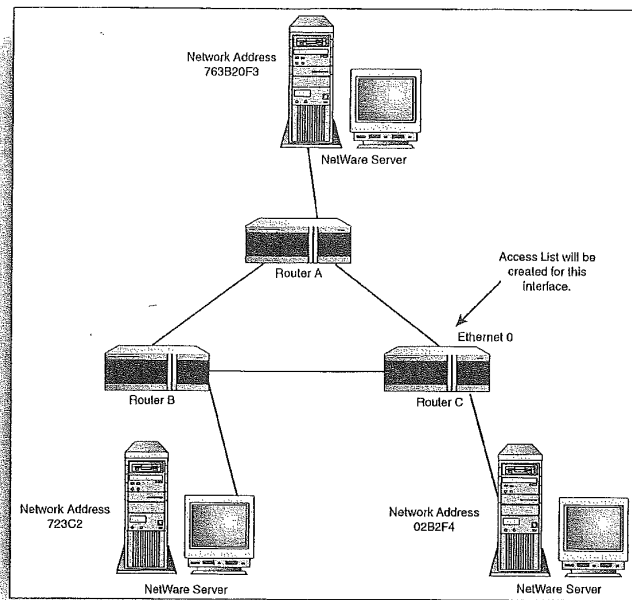 Network Address
763B20F3
NetWare Server
Router A
Access List will be
created for this
Interface.
Ethernet 0
Router B
Router C
Network Address
723C2
NetWare Server
Network Address
02B2F4
NetWare Server